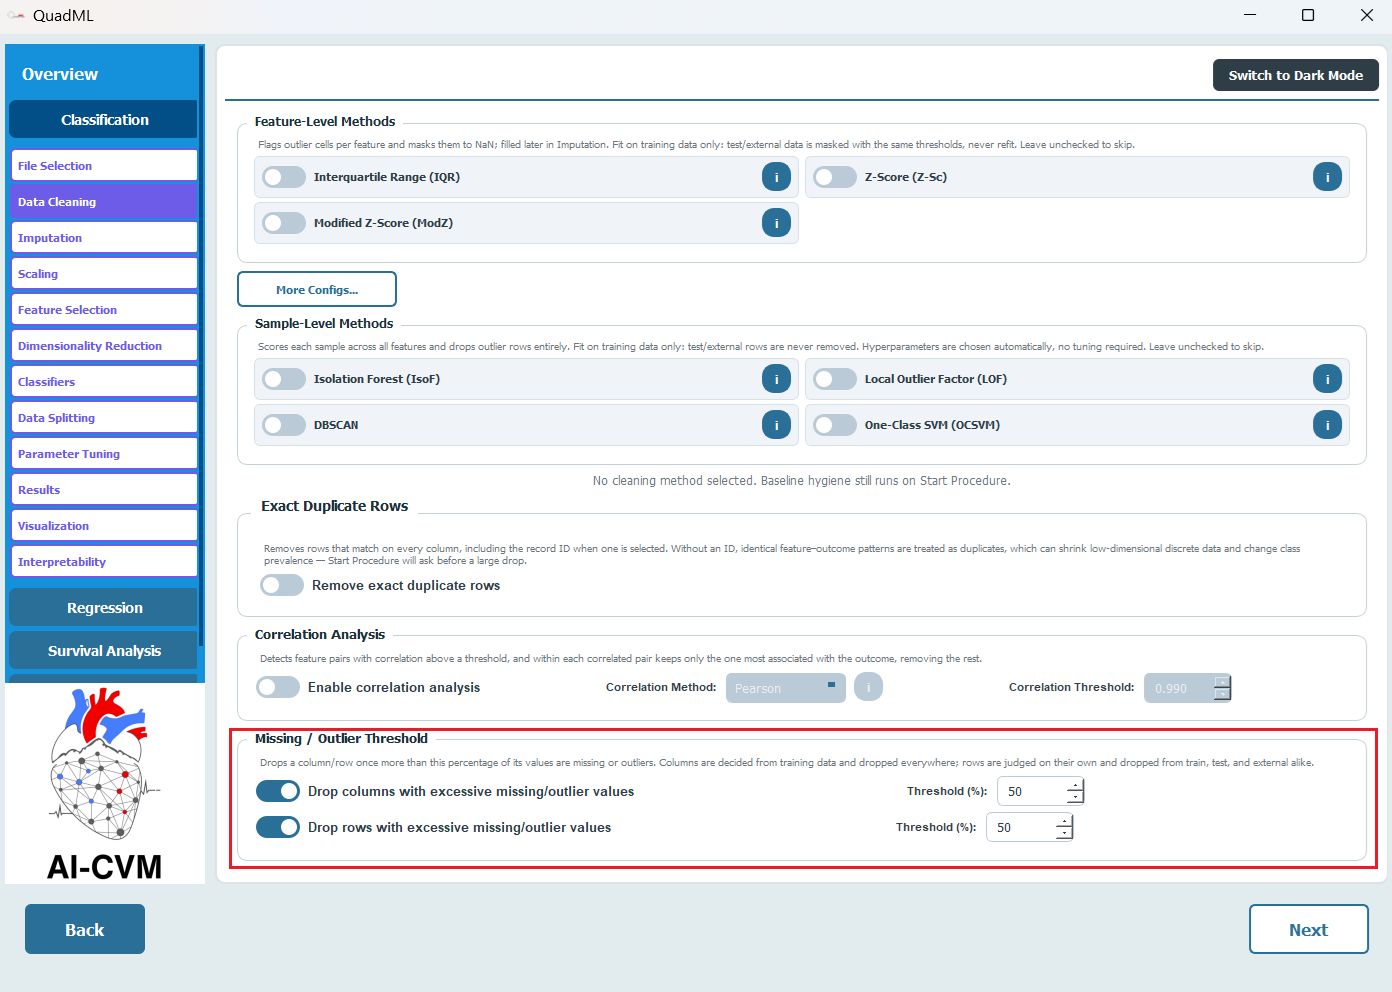 QuadML
Overview
Classification
File Selection
Data Cleaning
Imputation
Scaling
Feature Selection
Dimensionality Reduction
Classifiers
Data Splitting
Parameter Tuning
Results
Visualization
Interpretability
Regression
Survival Analysis
AI-CVM
Switch to Dark Mode
Feature-Level Methods
Flags outlier cells per feature and masks them to NaN; filled later in Imputation. Fit on training data only: test/external data is masked with the same thresholds, never refit. Leave unchecked to skip.
Interquartile Range (IQR) i
Z-Score (Z-Sc) i
Modified Z-Score (ModZ) i
More Configs...
Sample-Level Methods
Scores each sample across all features and drops outlier rows entirely. Fit on training data only: test/external rows are never removed. Hyperparameters are chosen automatically, no tuning required. Leave unchecked to skip.
Isolation Forest (IsoF) i
Local Outlier Factor (LOF) i
DBSCAN i
One-Class SVM (OCSVM) i
No cleaning method selected. Baseline hygiene still runs on Start Procedure.
Exact Duplicate Rows
Removes rows that match on every column, including the record ID when one is selected. Without an ID, identical feature–outcome patterns are treated as duplicates, which can shrink low-dimensional discrete data and change class
prevalence — Start Procedure will ask before a large drop.
Remove exact duplicate rows
Correlation Analysis
Detects feature pairs with correlation above a threshold, and within each correlated pair keeps only the one most associated with the outcome, removing the rest.
Enable correlation analysis Correlation Method: Pearson i Correlation Threshold: 0.990
Missing / Outlier Threshold
Drops a column/row once more than this percentage of its values are missing or outliers. Columns are decided from training data and dropped everywhere; rows are judged on their own and dropped from train, test, and external alike.
Drop columns with excessive missing/outlier values Threshold (%): 50
Drop rows with excessive missing/outlier values Threshold (%): 50
Back
Next